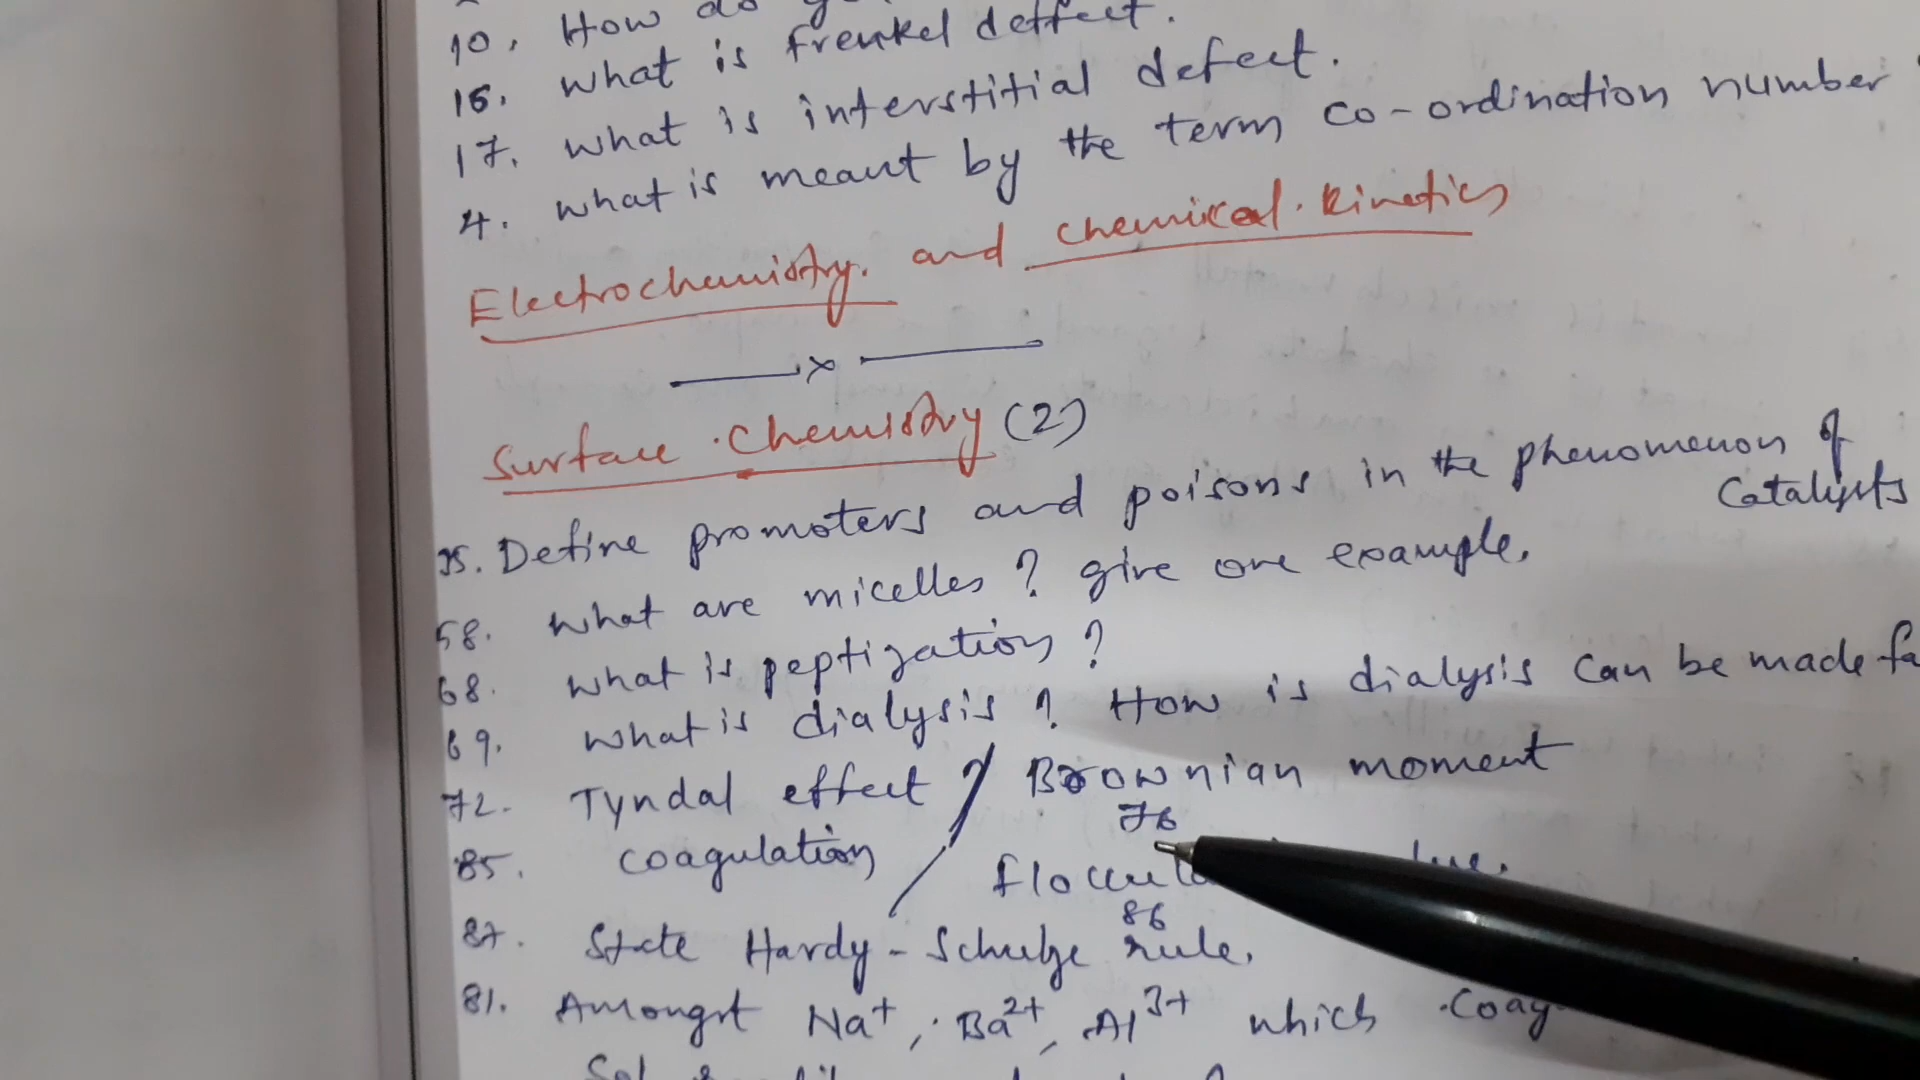 10. How do
16. What is frenkel deffect.
17. What is interstitial defect.
4. What is meant by the term co-ordination number
Electrochemistry. and chemical. kinetics
x
Surface chemistry (2)
35. Define promoters and poisons in the phenomenon of
Catalysts
58. What are micelles ? give one example.
68. What is peptization ?
69. What is dialysis ? How is dialysis can be made fa
72. Tyndal effect / Brownian moment
76
85. coagulation
86
87. State Hardy-Schulze rule.
81. Amongst Na+, Ba2+, Al3+ which coag
Sol